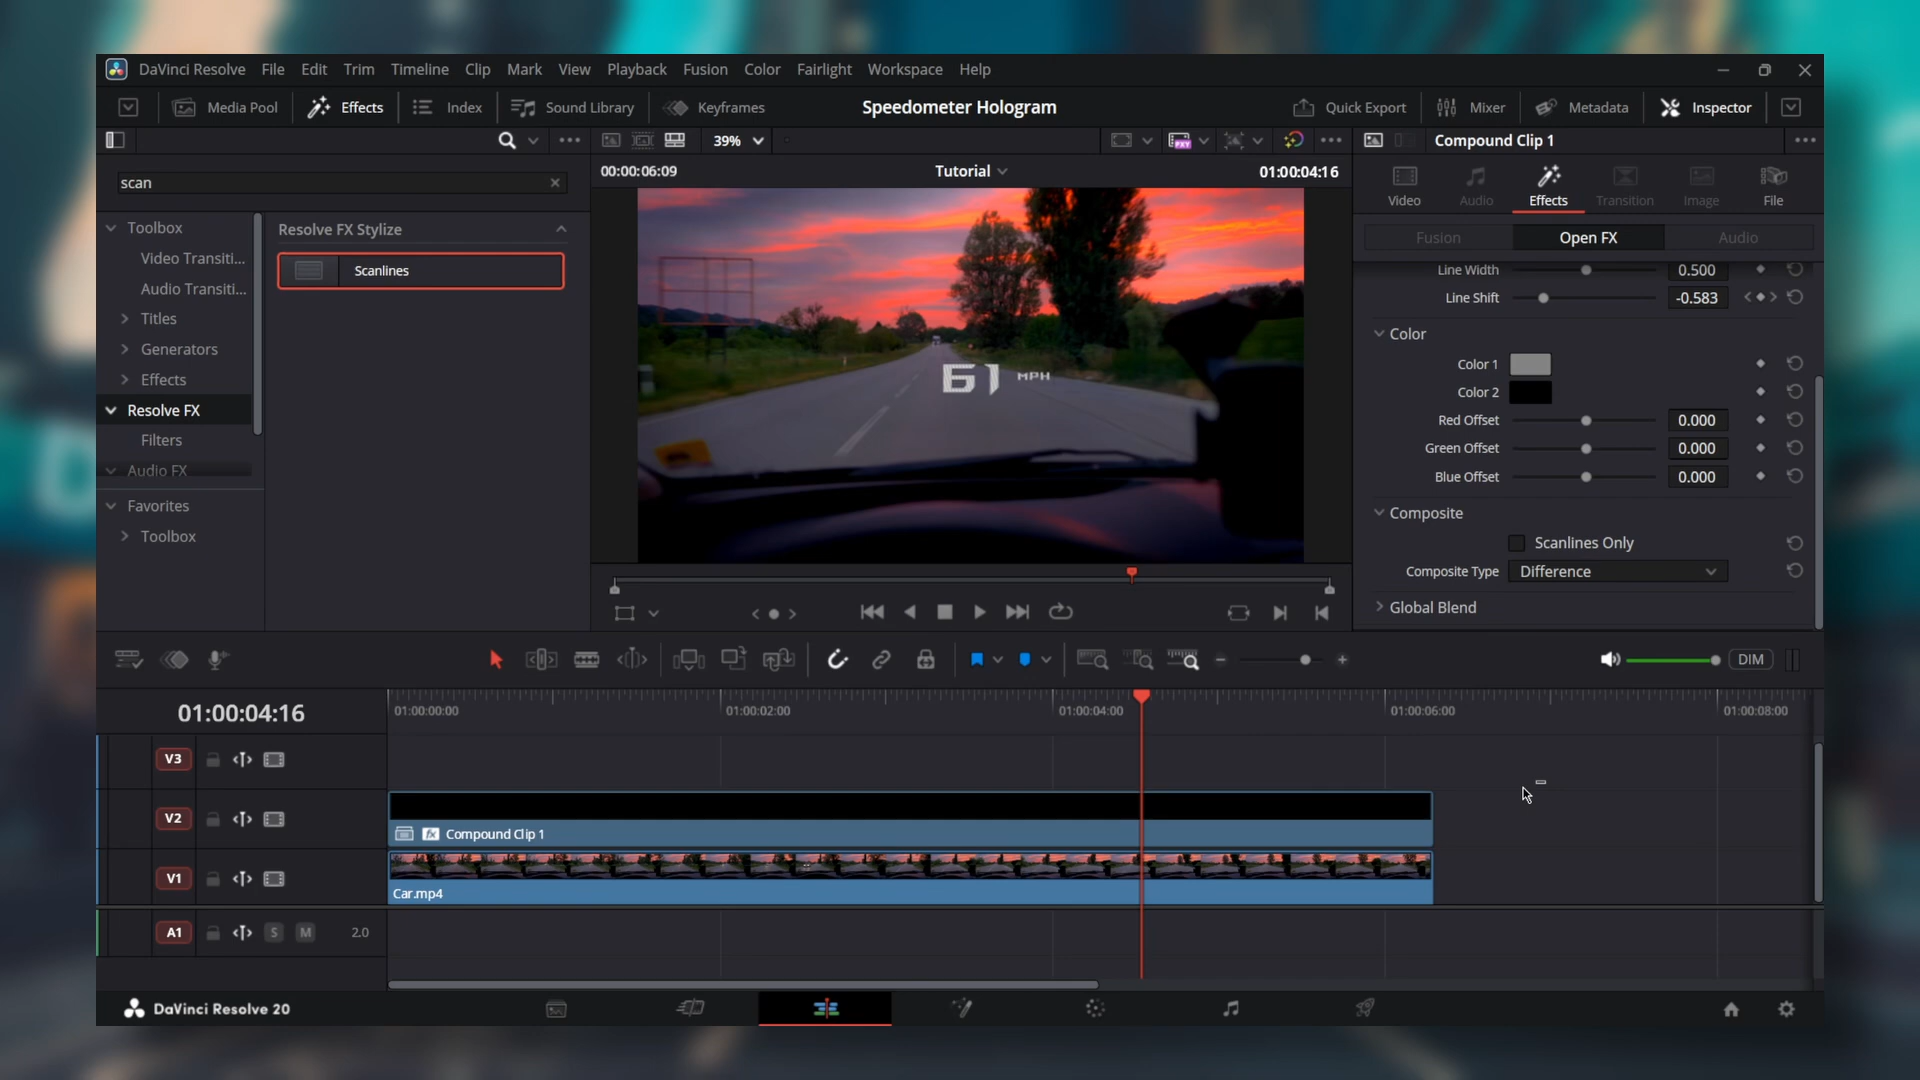 DaVinci Resolve File Edit Trim Timeline Clip Mark View Playback Fusion Color Fairlight Workspace Help
Media Pool Effects Index Sound Library Keyframes Speedometer Hologram Quick Export Mixer Metadata Inspector
39% Compound Clip 1
scan
Toolbox
Video Transiti...
Audio Transiti...
Titles
Generators
Effects
Resolve FX
Filters
Audio FX
Favorites
Toolbox
Resolve FX Stylize
Scanlines
00:00:06:09 Tutorial 01:00:04:16
61 MPH
Video Audio Effects Transition Image File
Fusion Open FX Audio
Line Width 0.500
Line Shift -0.583
Color
Color 1
Color 2
Red Offset 0.000
Green Offset 0.000
Blue Offset 0.000
Composite
Scanlines Only
Composite Type Difference
Global Blend
DIM
01:00:04:16
01:00:00:00 01:00:02:00 01:00:04:00 01:00:06:00 01:00:08:00
V3
V2 fx Compound Clip 1
V1
Car.mp4
A1 S M 2.0
DaVinci Resolve 20